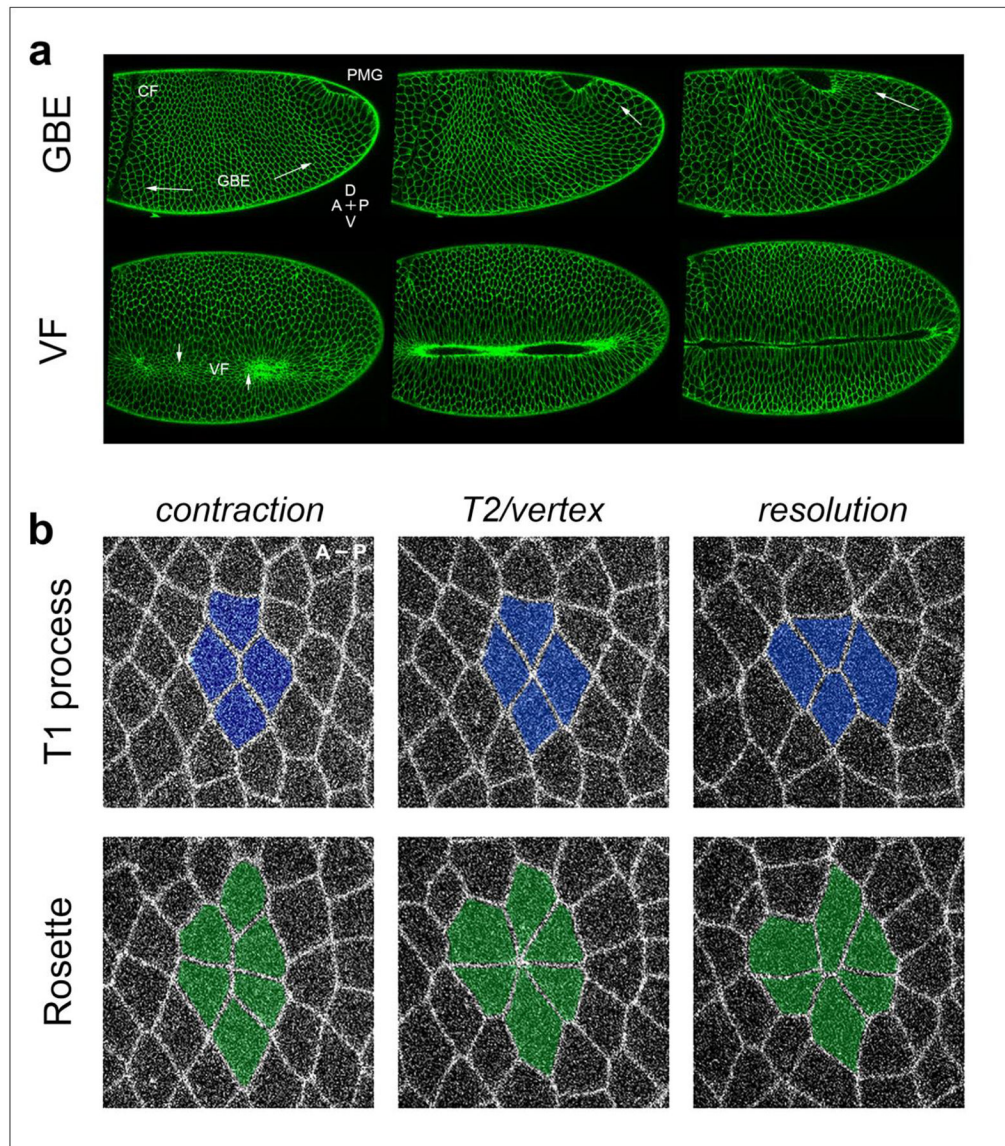 a
GBE
CF
PMG
GBE
D
A + P
V
VF
VF
contraction
T2/vertex
resolution
b
T1 process
A – P
Rosette